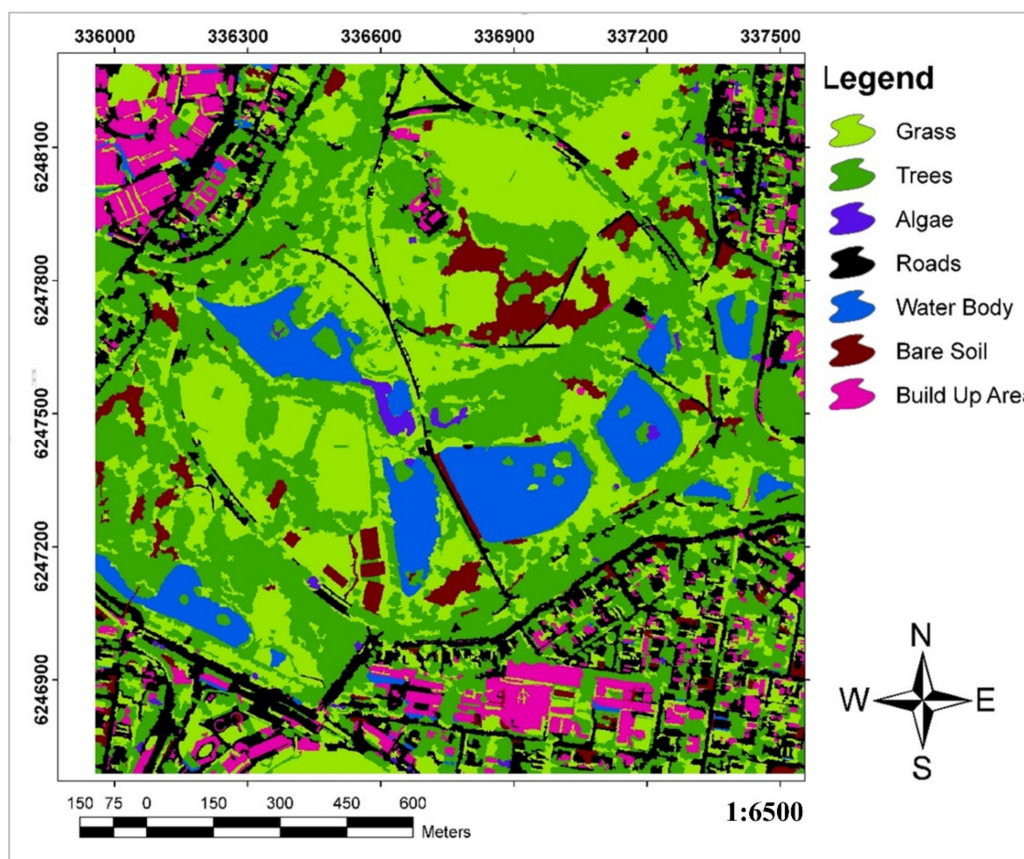 336000 336300 336600 336900 337200 337500
6248100
6247800
6247500
6247200
6246900
Legend
Grass
Trees
Algae
Roads
Water Body
Bare Soil
Build Up Area
N
W E
S
150 75 0 150 300 450 600
Meters
1:6500